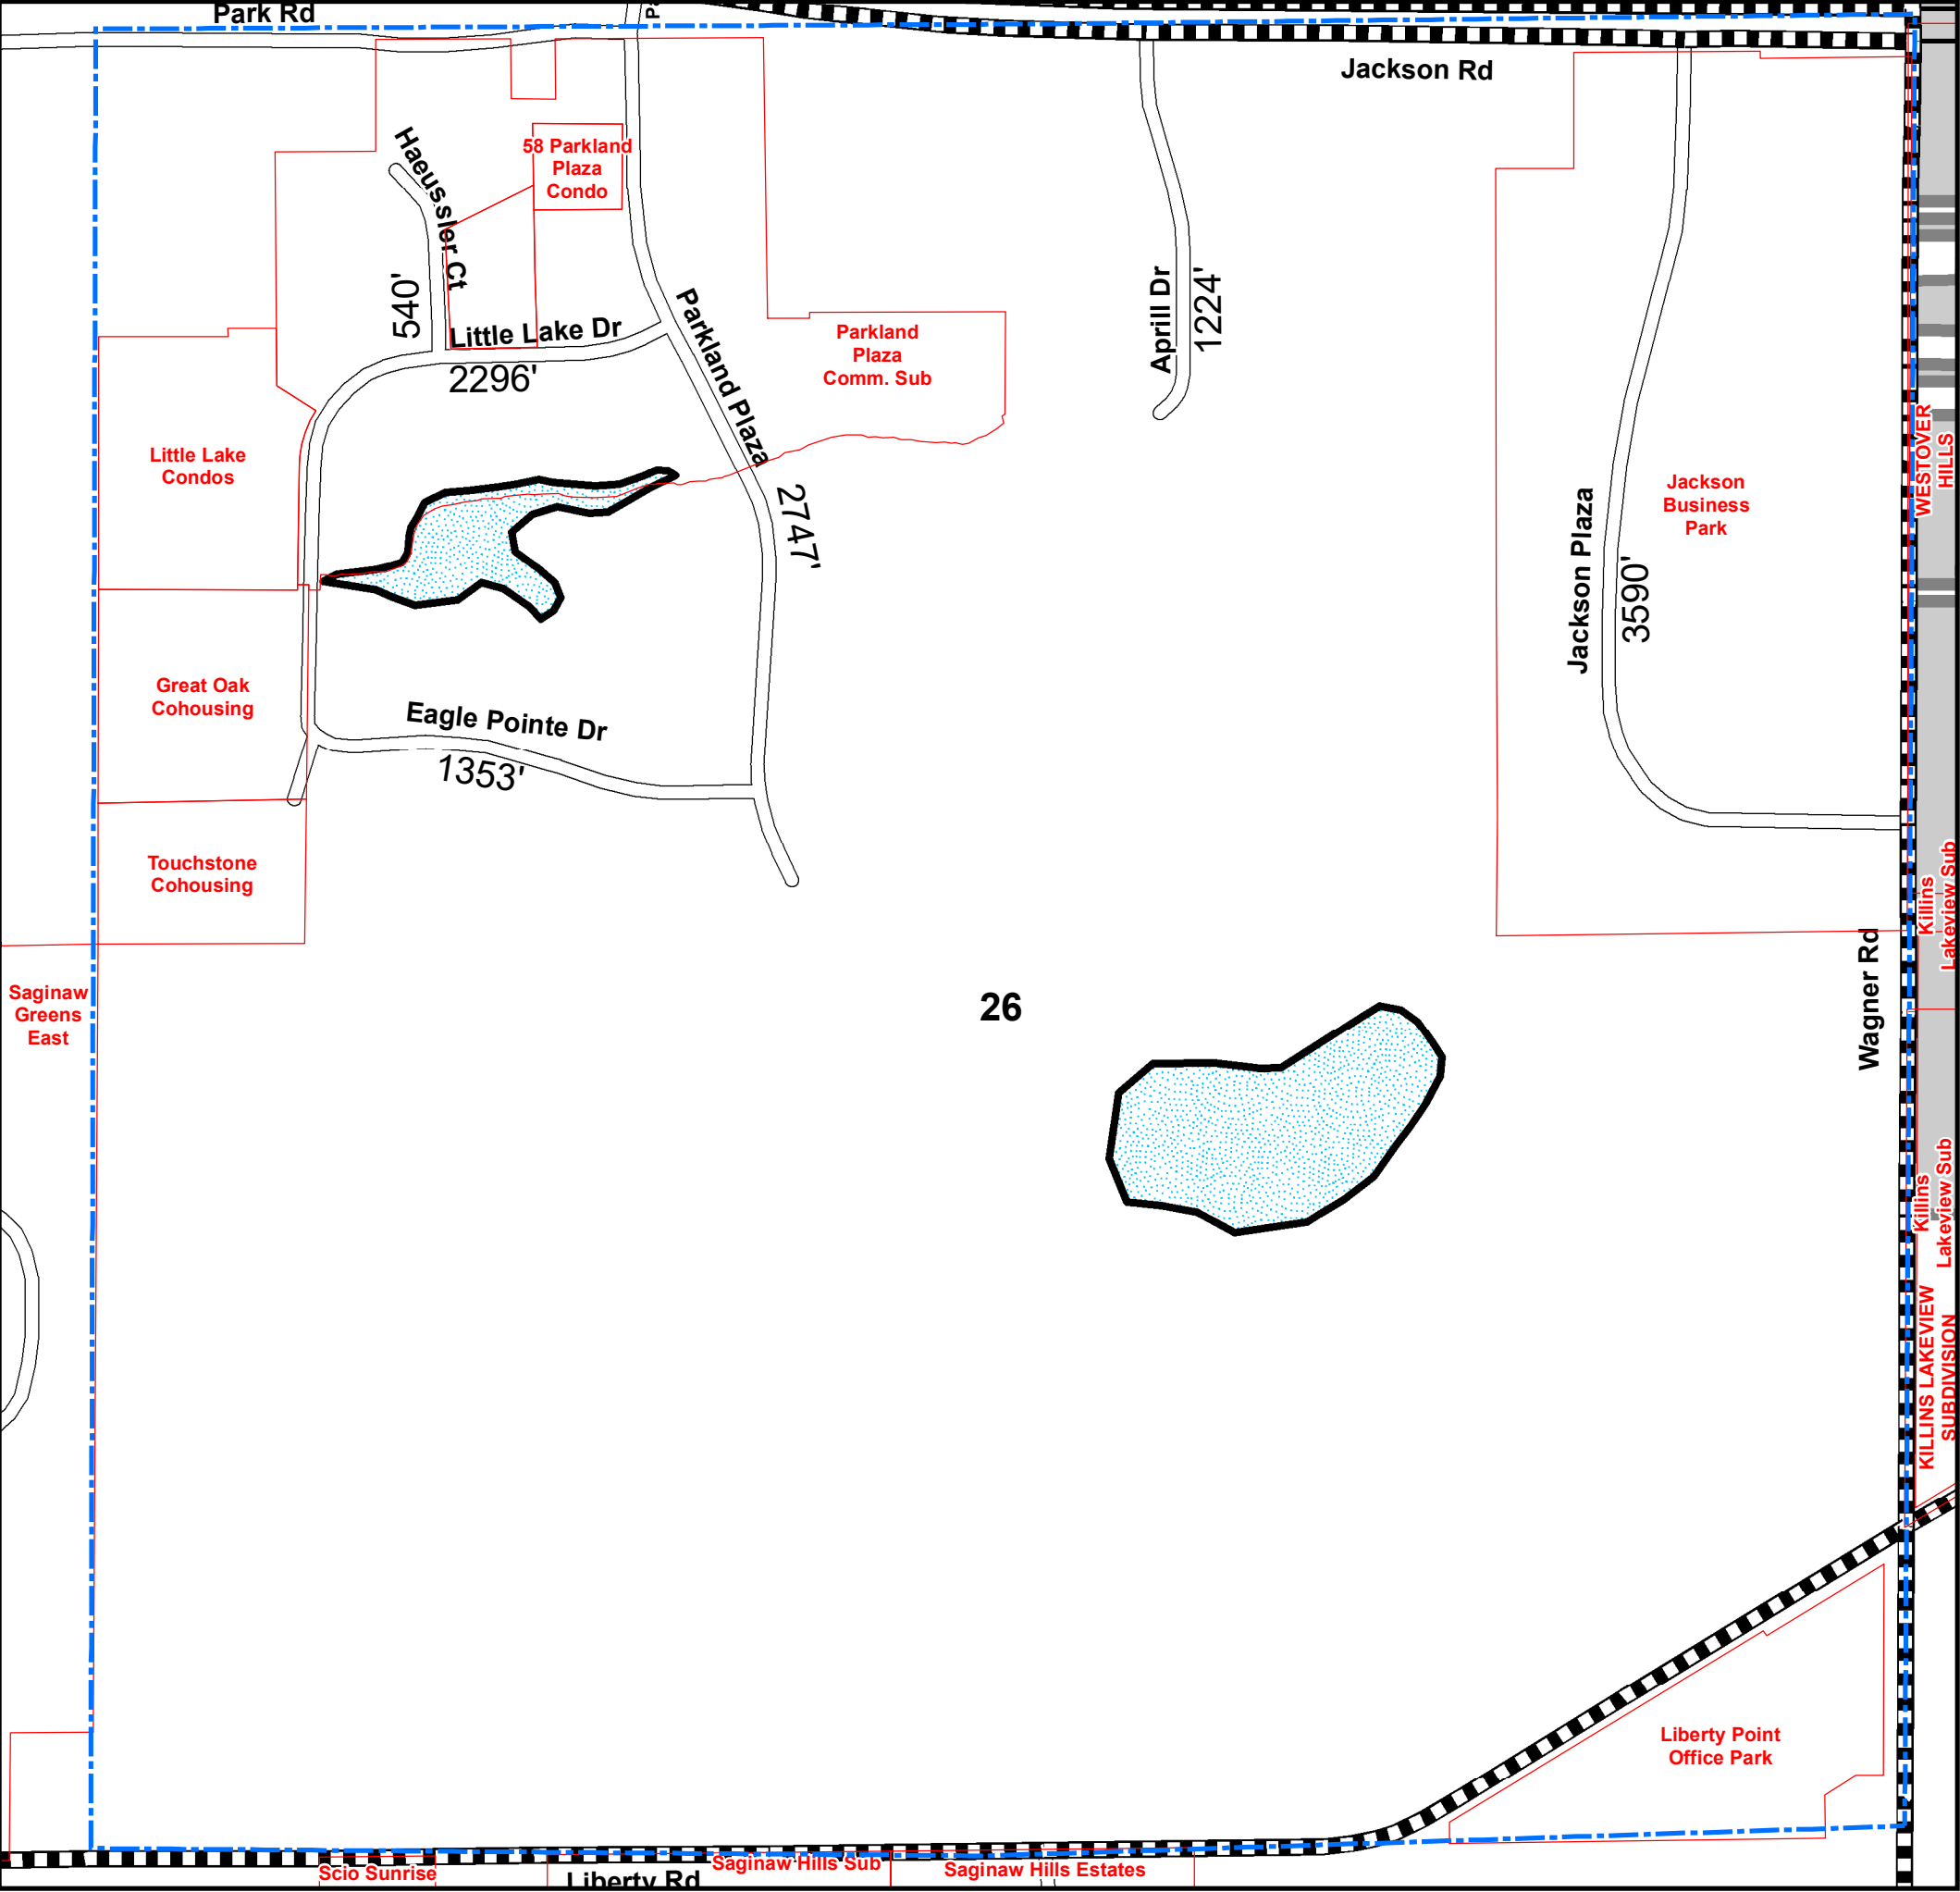 Park Rd
Jackson Rd
Haeussler Ct
58 Parkland
Plaza
Condo
540'
Little Lake Dr
2296'
Parkland Plaza
2747'
Parkland
Plaza
Comm. Sub
Aprill Dr
1224'
Little Lake
Condos
Jackson Plaza
3590'
Jackson
Business
Park
WESTOVER
HILLS
Great Oak
Cohousing
Eagle Pointe Dr
1353'
Touchstone
Cohousing
Killins
Lakeview Sub
Wagner Rd
Saginaw
Greens
East
26
Killins
Lakeview Sub
KILLINS LAKEVIEW
SUBDIVISION
Liberty Point
Office Park
Scio Sunrise
Liberty Rd
Saginaw Hills Sub
Saginaw Hills Estates